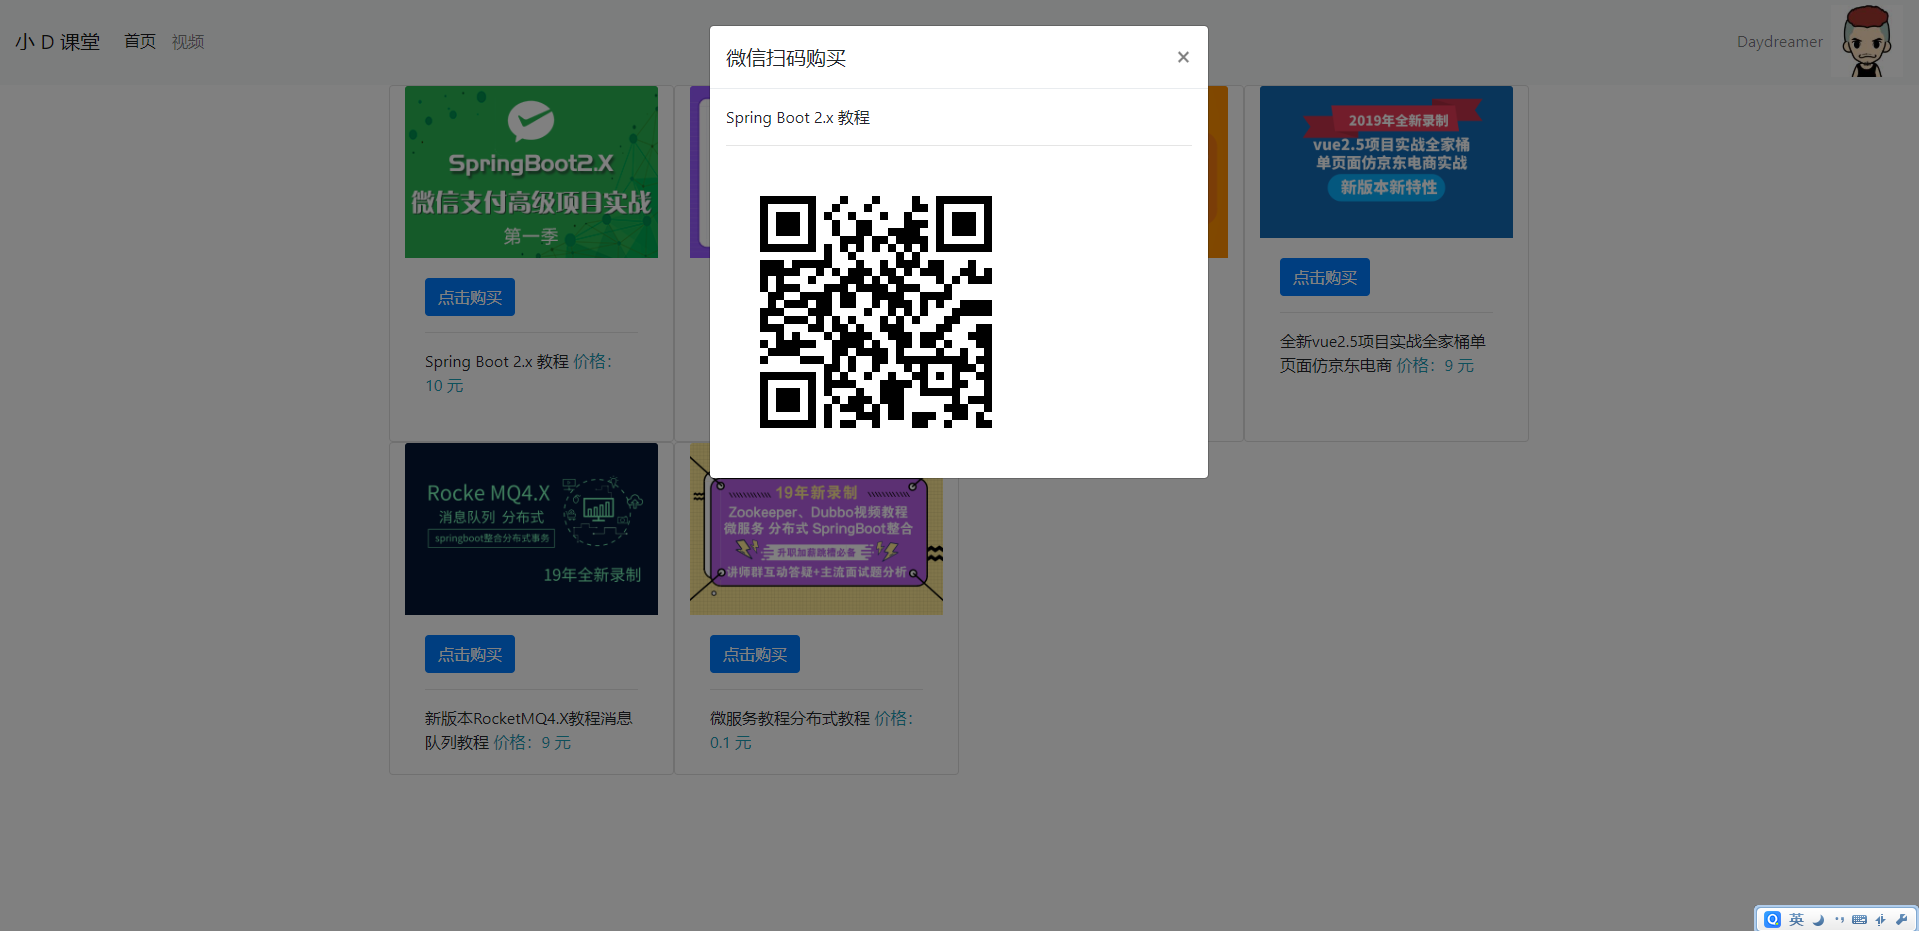 小 D 课堂
首页
视频
Daydreamer
微信扫码购买
×
Spring Boot 2.x 教程
SpringBoot2.X
微信支付高级项目实战
第一季
点击购买
Spring Boot 2.x 教程 价格：
10 元
2019年全新录制
vue2.5项目实战全家桶
单页面仿京东电商实战
新版本新特性
点击购买
全新vue2.5项目实战全家桶单
页面仿京东电商 价格：9 元
Rocke MQ4.X
消息队列 分布式
springboot整合分布式事务
19年全新录制
点击购买
新版本RocketMQ4.X教程消息
队列教程 价格：9 元
19年新录制
Zookeeper、Dubbo视频教程
微服务 分布式 SpringBoot整合
升职加薪跳槽必备
讲师群互动答疑+主流面试题分析
点击购买
微服务教程分布式教程 价格：
0.1 元
英